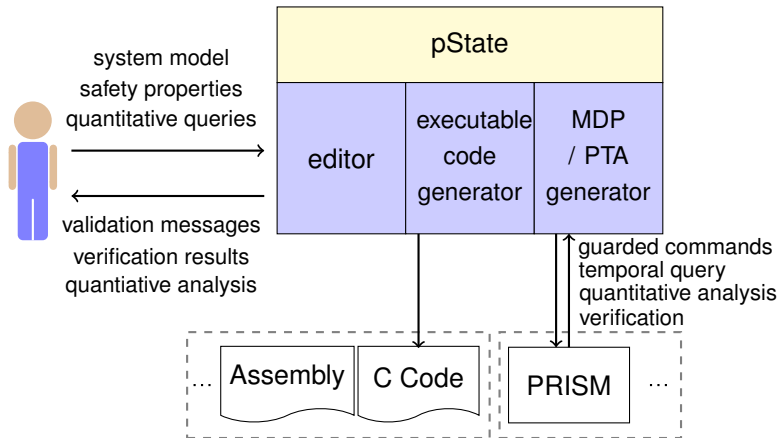 pState
system model
safety properties
quantitative queries
editor
executable
code
generator
MDP
/ PTA
generator
validation messages
verification results
quantiative analysis
guarded commands
temporal query
quantitative analysis
verification
...
Assembly
C Code
PRISM
...